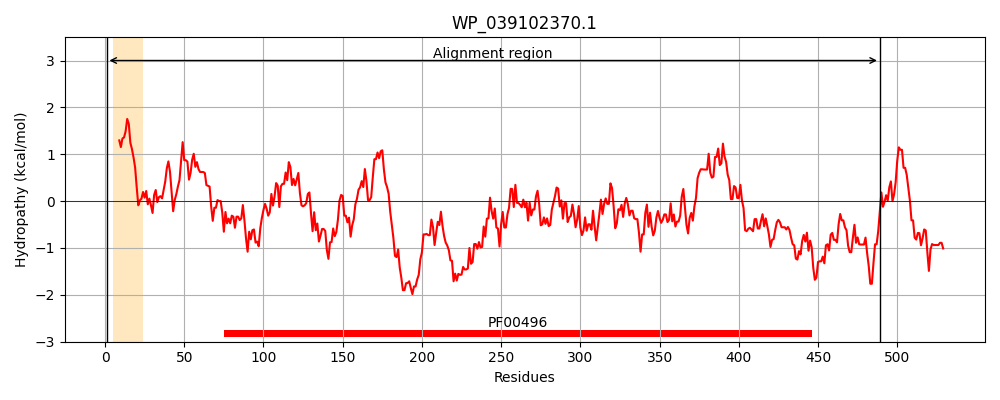 WP_039102370.1
Alignment region
3
2
1
0
−1
−2
−3
Hydropathy (kcal/mol)
PF00496
0 50 100 150 200 250 300 350 400 450 500
Residues